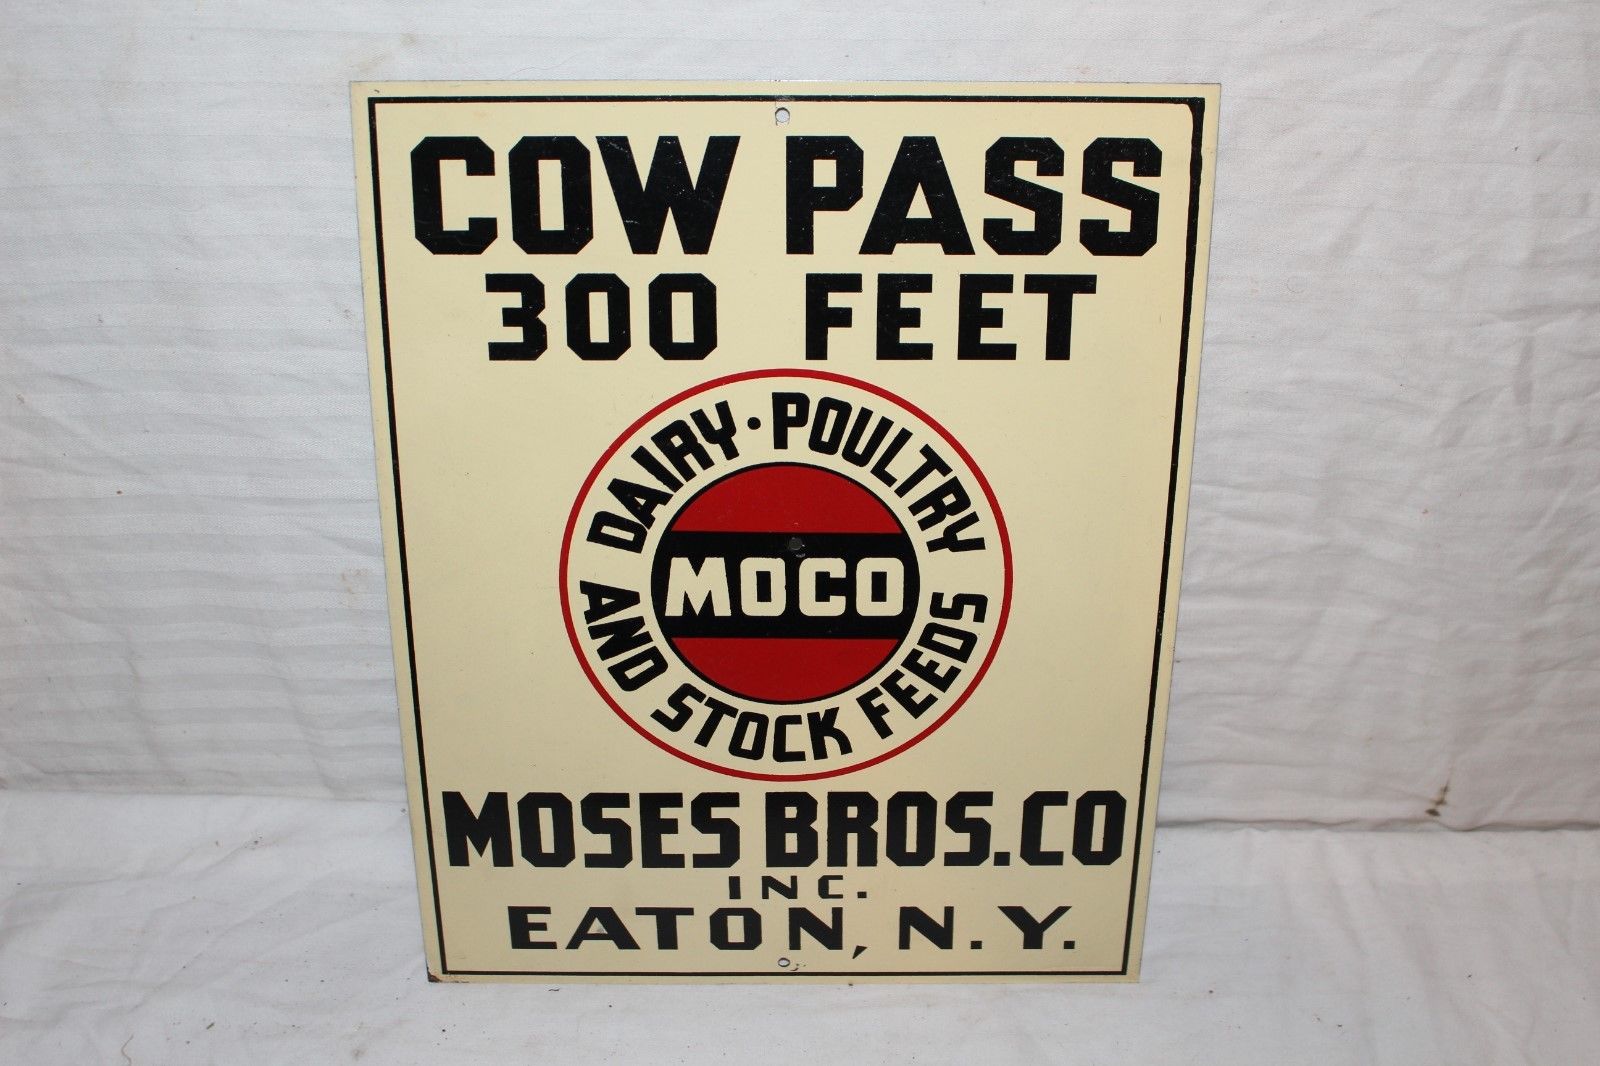 COW PASS
300 FEET
DAIRY · POULTRY
AND STOCK FEEDS
MOCO
MOSES BROS. CO
INC.
EATON, N.Y.